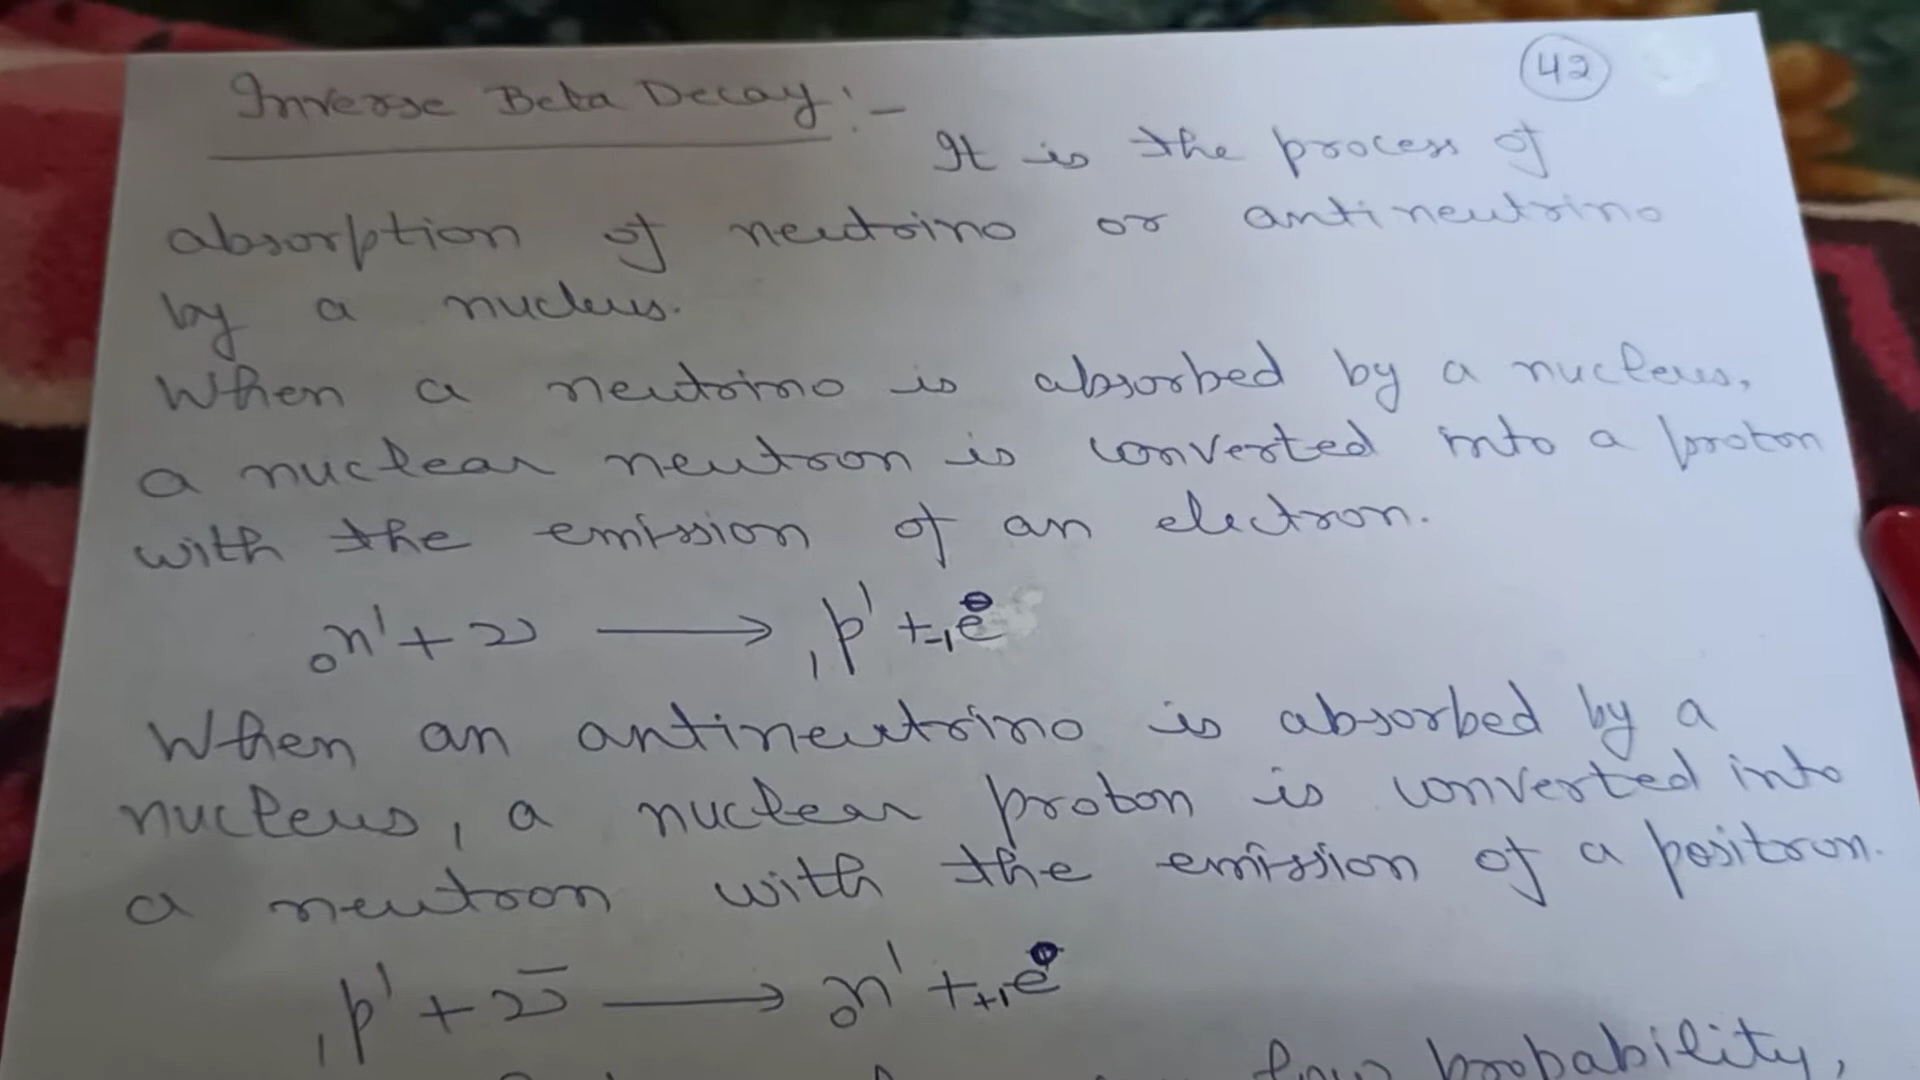 42
Inverse Beta Decay :-
It is the process of
absorption of neutrino or antineutrino
by a nucleus.
When a neutrino is absorbed by a nucleus,
a nuclear neutron is converted into a proton
with the emission of an electron.
₀n¹ + ν ⟶ ₁p¹ + ₋₁e⁰
When an antineutrino is absorbed by a
nucleus, a nuclear proton is converted into
a neutron with the emission of a positron.
₁p¹ + ν̄ ⟶ ₀n¹ + ₊₁e⁰
low probability,